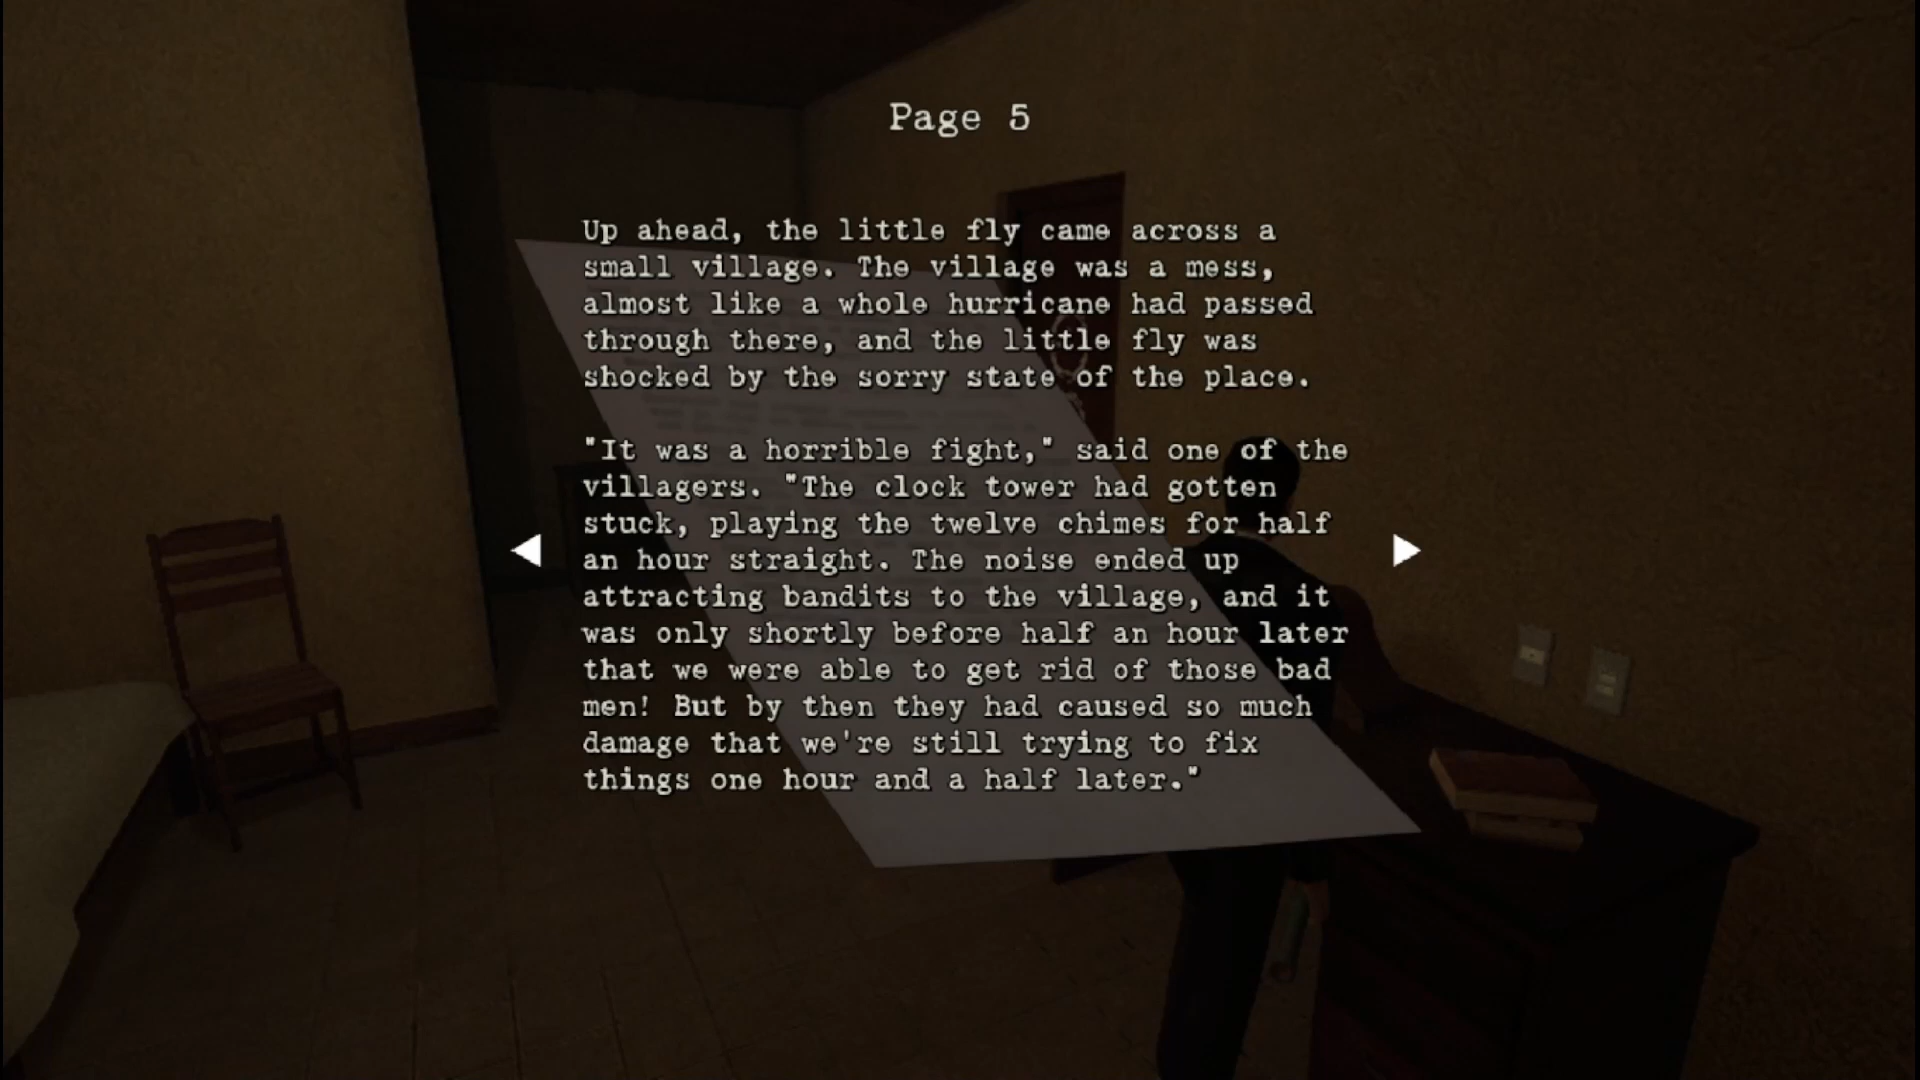 Page 5
Up ahead, the little fly came across a
small village. The village was a mess,
almost like a whole hurricane had passed
through there, and the little fly was
shocked by the sorry state of the place.
"It was a horrible fight," said one of the
villagers. "The clock tower had gotten
stuck, playing the twelve chimes for half
an hour straight. The noise ended up
attracting bandits to the village, and it
was only shortly before half an hour later
that we were able to get rid of those bad
men! But by then they had caused so much
damage that we're still trying to fix
things one hour and a half later."